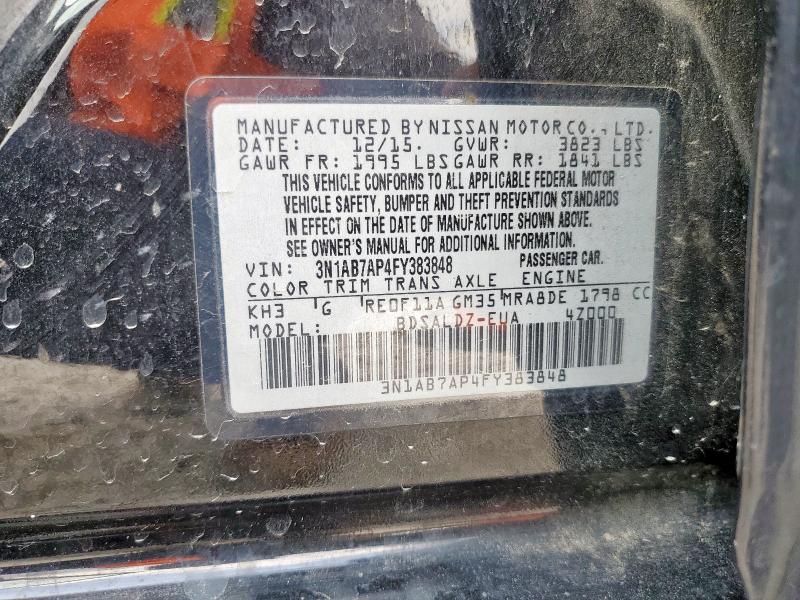 MANUFACTURED BY NISSAN MOTOR CO., LTD.
DATE: 12/15. GVWR: 3823 LBS
GAWR FR: 1995 LBS GAWR RR: 1841 LBS
THIS VEHICLE CONFORMS TO ALL APPLICABLE FEDERAL MOTOR
VEHICLE SAFETY, BUMPER AND THEFT PREVENTION STANDARDS
IN EFFECT ON THE DATE OF MANUFACTURE SHOWN ABOVE.
SEE OWNER'S MANUAL FOR ADDITIONAL INFORMATION.
VIN: 3N1AB7AP4FY383848 PASSENGER CAR.
COLOR TRIM TRANS AXLE ENGINE
KH3 G RE0F11A GM35 MRA8DE 1798 CC
MODEL: BDSALDZ-EUA 4Z000
3N1AB7AP4FY383848